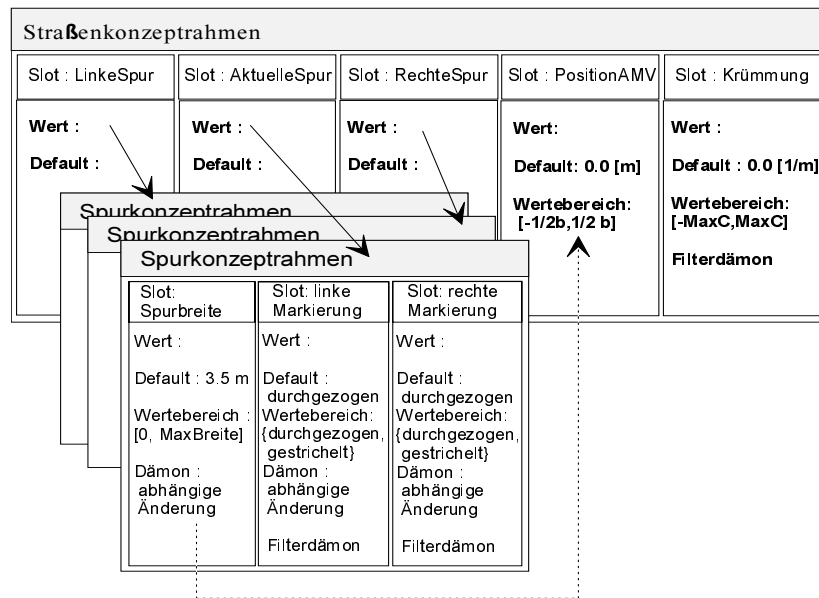 Straßenkonzeptrahmen
Slot : LinkeSpur
Wert :
Default :
Slot : AktuelleSpur
Wert :
Default :
Slot : RechteSpur
Wert :
Default :
Slot : PositionAMV
Wert:
Default: 0.0 [m]
Wertebereich:
[-1/2b,1/2 b]
Slot : Krümmung
Wert :
Default : 0.0 [1/m]
Wertebereich:
[-MaxC,MaxC]
Filterdämon
Spurkonzeptrahmen
Spurkonzeptrahmen
Spurkonzeptrahmen
Slot:
Spurbreite
Wert :
Default : 3.5 m
Wertebereich :
[0, MaxBreite]
Dämon :
abhängige
Änderung
Slot: linke
Markierung
Wert :
Default :
durchgezogen
Wertebereich:
{durchgezogen,
gestrichelt}
Dämon :
abhängige
Änderung
Filterdämon
Slot: rechte
Markierung
Wert :
Default :
durchgezogen
Wertebereich:
{durchgezogen,
gestrichelt}
Dämon :
abhängige
Änderung
Filterdämon